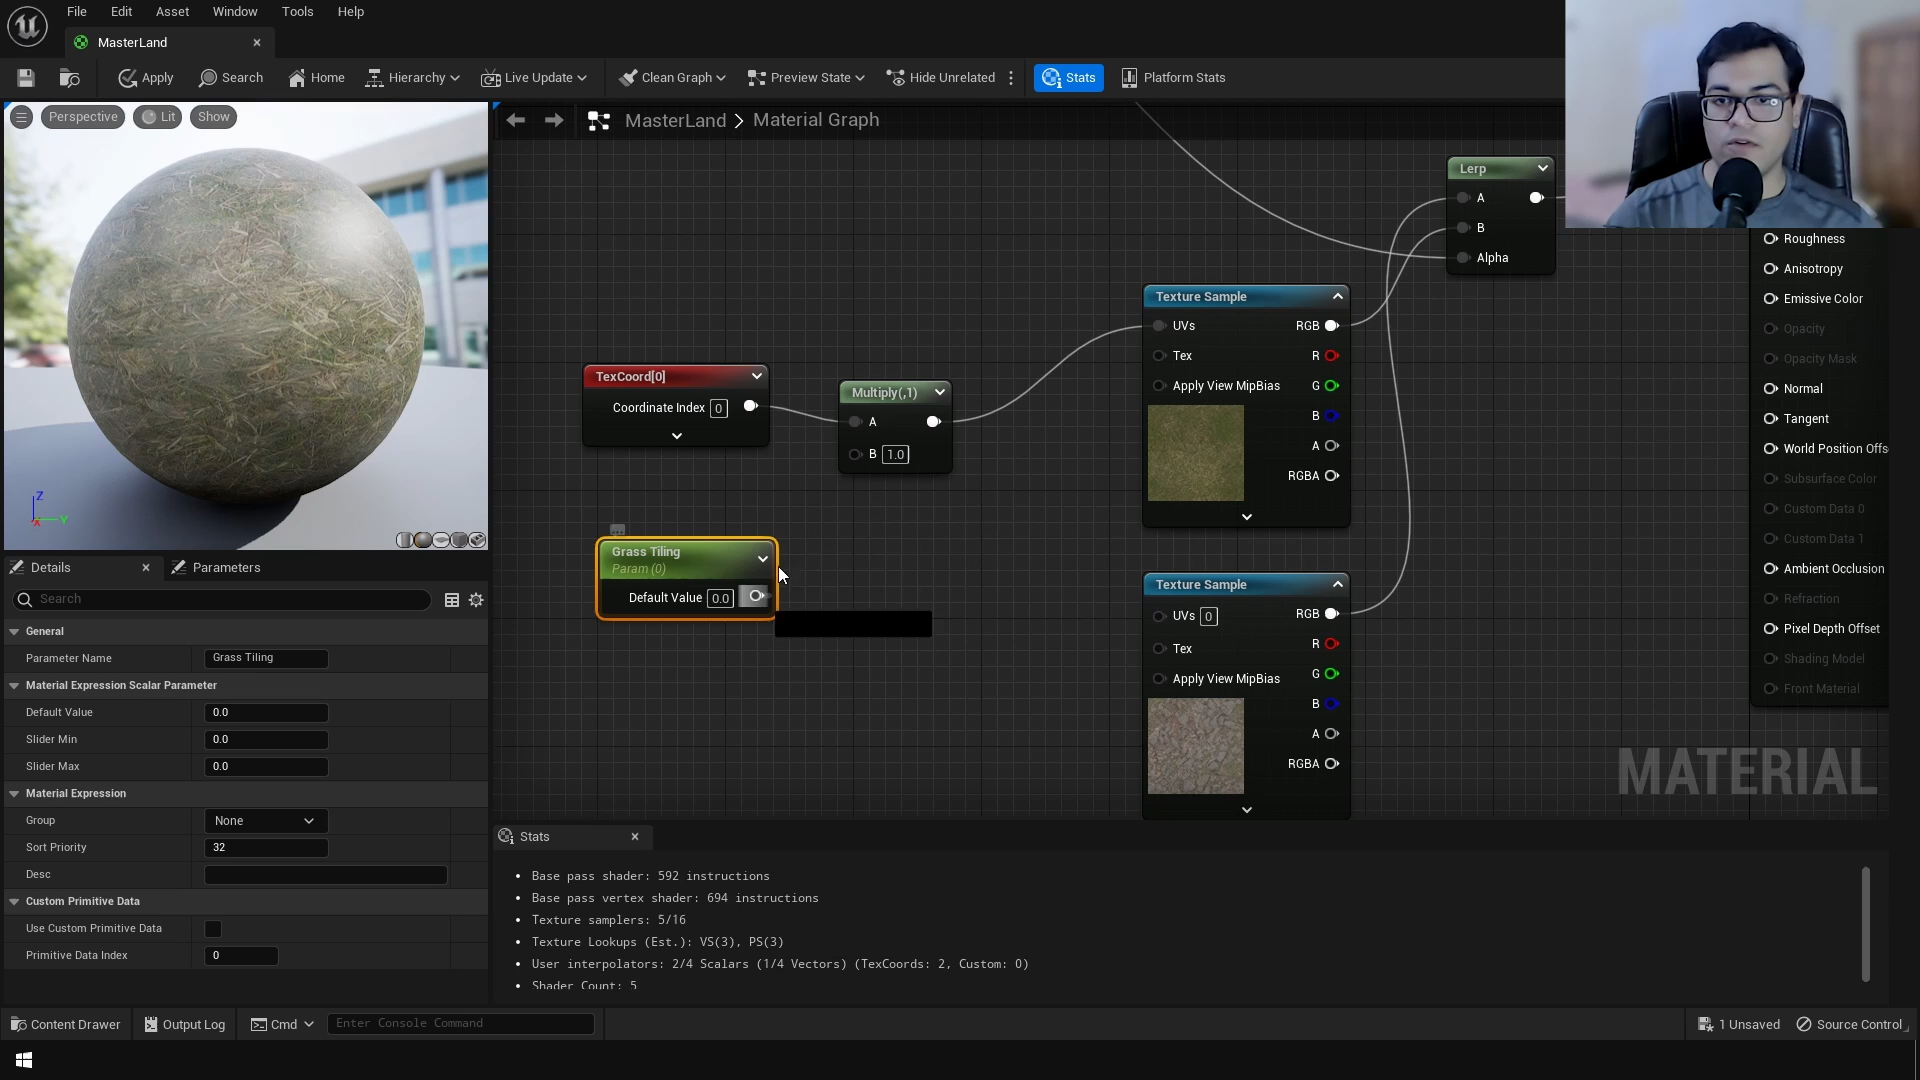 File Edit Asset Window Tools Help
MasterLand
Apply Search Home Hierarchy Live Update Clean Graph Preview State Hide Unrelated Stats Platform Stats
Perspective Lit Show
MasterLand > Material Graph
Lerp
A
B
Alpha
Roughness
Anisotropy
Emissive Color
Opacity
Opacity Mask
Normal
Tangent
World Position Offs
Subsurface Color
Custom Data 0
Custom Data 1
Ambient Occlusion
Refraction
Pixel Depth Offset
Shading Model
Front Material
Texture Sample
UVs RGB
Tex R
Apply View MipBias G
B
A
RGBA
TexCoord[0]
Coordinate Index 0
Multiply(,1)
A
B 1.0
Grass Tiling
Param (0)
Default Value 0.0
Texture Sample
UVs 0 RGB
Tex R
Apply View MipBias G
B
A
RGBA
MATERIAL
Z
Y
X
Details Parameters
Search
General
Parameter Name Grass Tiling
Material Expression Scalar Parameter
Default Value 0.0
Slider Min 0.0
Slider Max 0.0
Material Expression
Group None
Sort Priority 32
Desc
Custom Primitive Data
Use Custom Primitive Data
Primitive Data Index 0
Stats
• Base pass shader: 592 instructions
• Base pass vertex shader: 694 instructions
• Texture samplers: 5/16
• Texture Lookups (Est.): VS(3), PS(3)
• User interpolators: 2/4 Scalars (1/4 Vectors) (TexCoords: 2, Custom: 0)
• Shader Count: 5
Content Drawer Output Log Cmd Enter Console Command 1 Unsaved Source Control